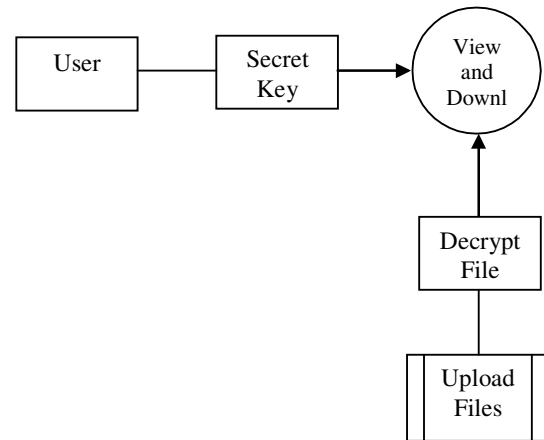 User
Secret
Key
View
and
Downl
Decrypt
File
Upload
Files